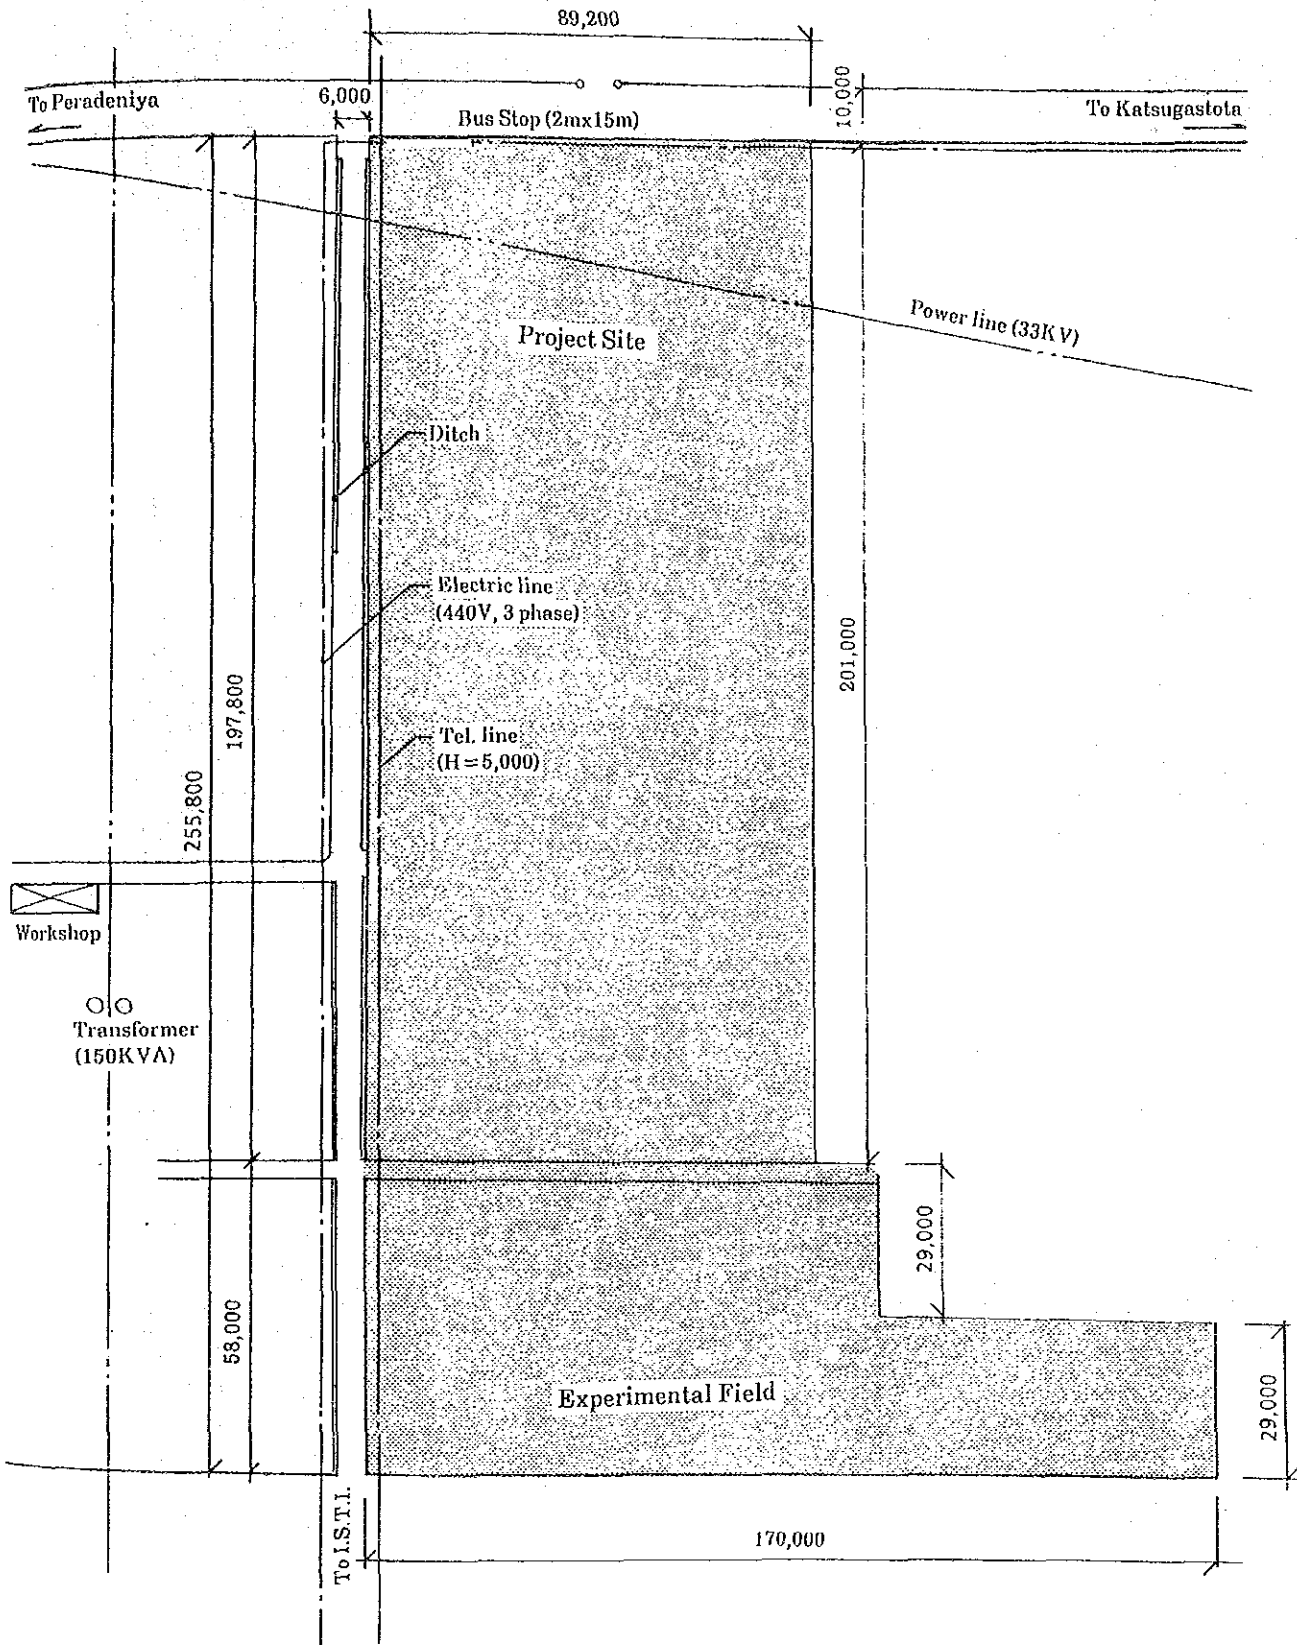 89,200
To Peradeniya
6,000
10,000
To Katsugastota
Bus Stop (2mx15m)
Power line (33KV)
Project Site
Ditch
Electric line
(440V, 3 phase)
201,000
197,800
Tel. line
(H=5,000)
255,800
Workshop
Transformer
(150KVA)
29,000
58,000
Experimental Field
29,000
To I.S.T.I.
170,000